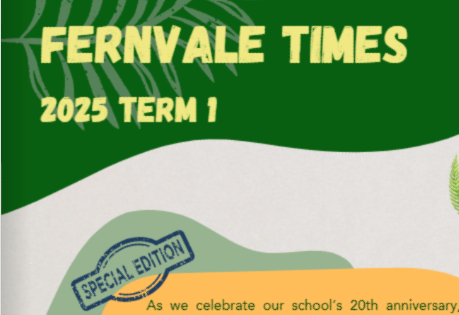 FERNVALE TIMES
2025 TERM 1
SPECIAL EDITION
As we celebrate our school's 20th anniversary,